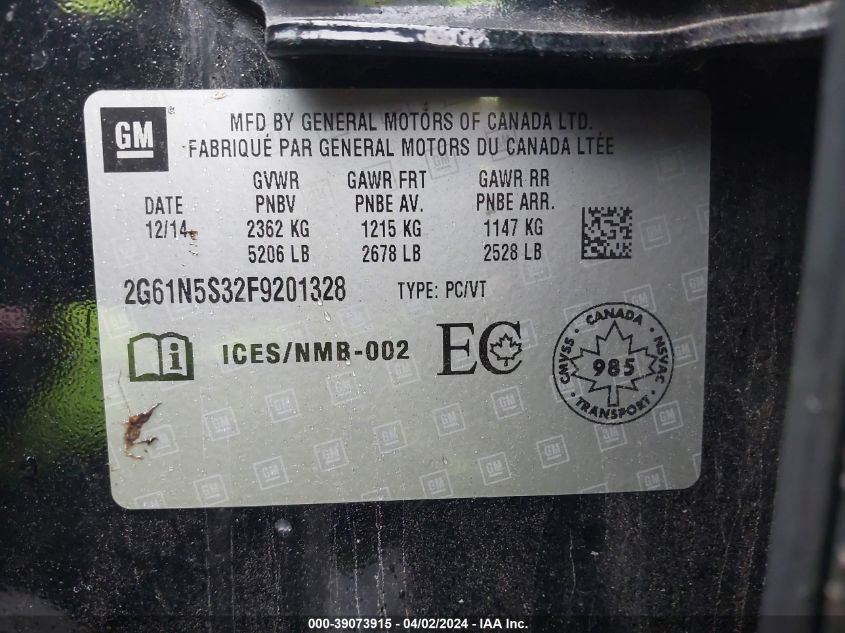 GM
MFD BY GENERAL MOTORS OF CANADA LTD.
FABRIQUÉ PAR GENERAL MOTORS DU CANADA LTÉE
GVWR GAWR FRT GAWR RR
DATE PNBV PNBE AV. PNBE ARR.
12/14 2362 KG 1215 KG 1147 KG
5206 LB 2678 LB 2528 LB
2G61N5S32F9201328 TYPE: PC/VT
ICES/NMB-002 EC
CANADA
CMVSS 985 NSVAC
TRANSPORT
000-39073915 - 04/02/2024 - IAA Inc.